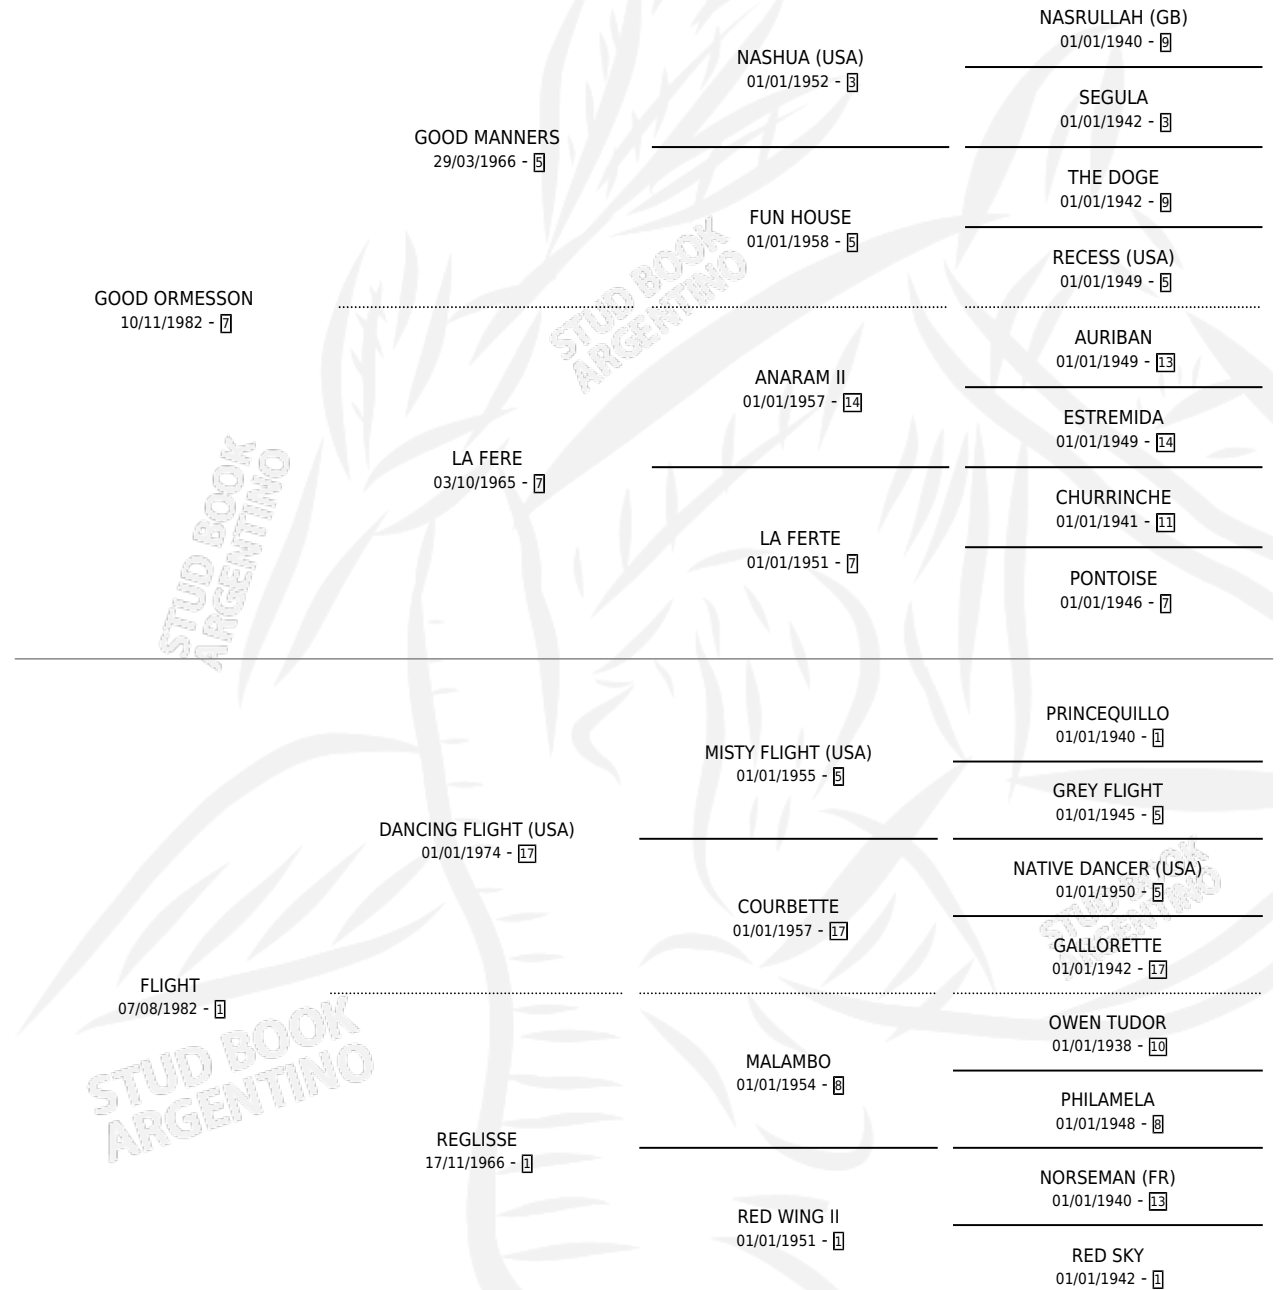 NASRULLAH (GB)
01/01/1940 - 9
NASHUA (USA)
01/01/1952 - 3
SEGULA
01/01/1942 - 3
GOOD MANNERS
29/03/1966 - 5
THE DOGE
01/01/1942 - 9
FUN HOUSE
01/01/1958 - 5
RECESS (USA)
01/01/1949 - 5
GOOD ORMESSON
10/11/1982 - 7
AURIBAN
01/01/1949 - 13
ANARAM II
01/01/1957 - 14
ESTREMIDA
01/01/1949 - 14
LA FERE
03/10/1965 - 7
CHURRINCHE
01/01/1941 - 11
LA FERTE
01/01/1951 - 7
PONTOISE
01/01/1946 - 7
PRINCEQUILLO
01/01/1940 - 1
MISTY FLIGHT (USA)
01/01/1955 - 5
GREY FLIGHT
01/01/1945 - 5
DANCING FLIGHT (USA)
01/01/1974 - 17
NATIVE DANCER (USA)
01/01/1950 - 5
COURBETTE
01/01/1957 - 17
GALLORETTE
01/01/1942 - 17
FLIGHT
07/08/1982 - 1
OWEN TUDOR
01/01/1938 - 10
MALAMBO
01/01/1954 - 8
PHILAMELA
01/01/1948 - 8
REGLISSE
17/11/1966 - 1
NORSEMAN (FR)
01/01/1940 - 13
RED WING II
01/01/1951 - 1
RED SKY
01/01/1942 - 1
STUD BOOK
ARGENTINO
STUD BOOK
ARGENTINO
STUD BOOK
ARGENTINO
STUD BOOK
ARGENTINO